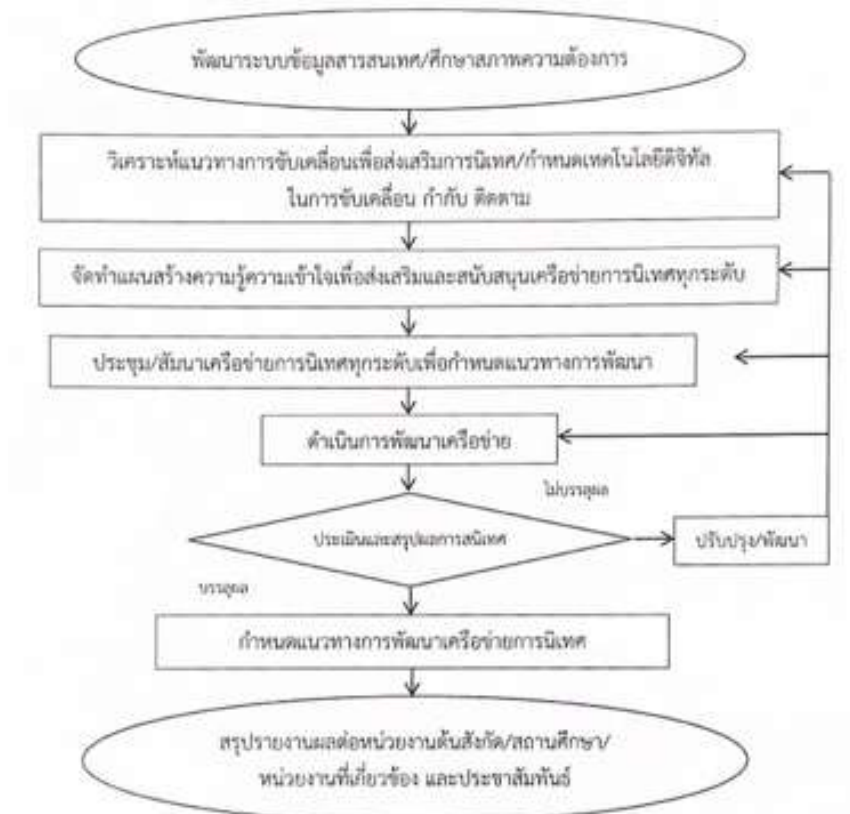 พัฒนาระบบข้อมูลสารสนเทศ/ศึกษาสภาพความต้องการ
วิเคราะห์แนวทางการขับเคลื่อนเพื่อส่งเสริมการนิเทศ/กำหนดเทคโนโลยีดิจิทัล
ในการขับเคลื่อน กำกับ ติดตาม
จัดทำแผนสร้างความรู้ความเข้าใจเพื่อส่งเสริมและสนับสนุนเครือข่ายการนิเทศทุกระดับ
ประชุม/สัมนาเครือข่ายการนิเทศทุกระดับเพื่อกำหนดแนวทางการพัฒนา
ดำเนินการพัฒนาเครือข่าย
ไม่บรรลุผล
ประเมินและสรุปผลการสนิเทศ
ปรับปรุง/พัฒนา
บรรลุผล
กำหนดแนวทางการพัฒนาเครือข่ายการนิเทศ
สรุปรายงานผลต่อหน่วยงานต้นสังกัด/สถานศึกษา/
หน่วยงานที่เกี่ยวข้อง และประชาสัมพันธ์